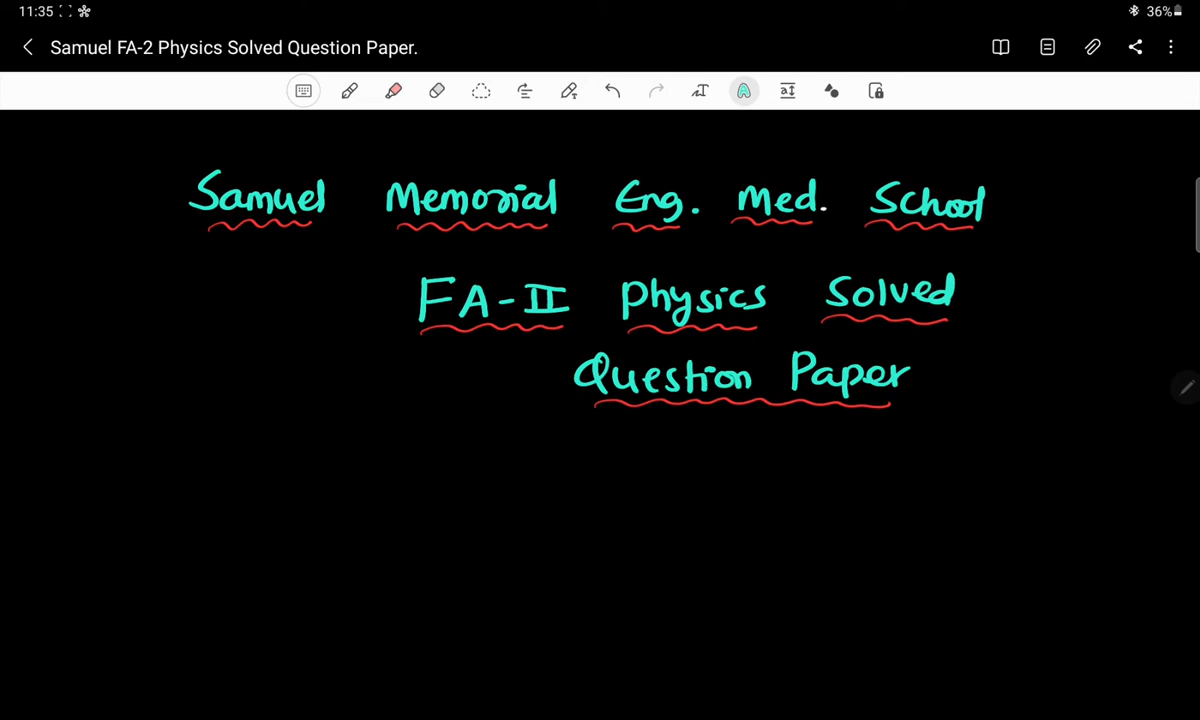 11:35
36%
Samuel FA-2 Physics Solved Question Paper.
Samuel Memorial Eng. Med. School
FA-II Physics Solved
Question Paper